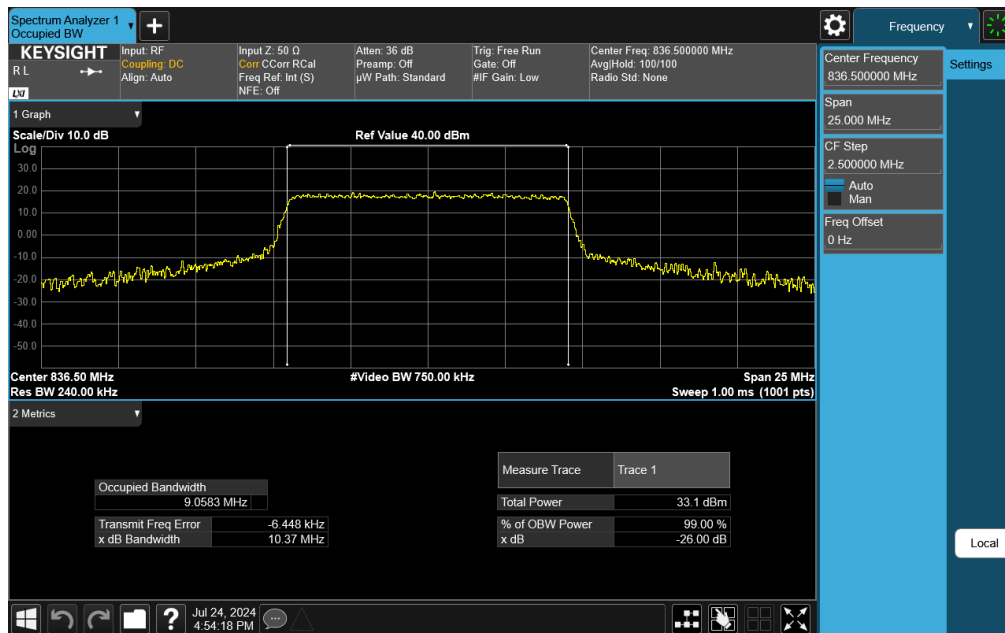 Spectrum Analyzer 1
Occupied BW
Frequency
KEYSIGHT
R L
LXI
Input: RF
Coupling: DC
Align: Auto
Input Z: 50 Ω
Corr CCorr RCal
Freq Ref: Int (S)
NFE: Off
Atten: 36 dB
Preamp: Off
µW Path: Standard
Trig: Free Run
Gate: Off
#IF Gain: Low
Center Freq: 836.500000 MHz
Avg|Hold: 100/100
Radio Std: None
Center Frequency
836.500000 MHz
Settings
Span
25.000 MHz
CF Step
2.500000 MHz
Auto
Man
Freq Offset
0 Hz
1 Graph
Scale/Div 10.0 dB
Ref Value 40.00 dBm
Log
30.0
20.0
10.0
0.00
-10.0
-20.0
-30.0
-40.0
-50.0
Center 836.50 MHz
#Video BW 750.00 kHz
Span 25 MHz
Res BW 240.00 kHz
Sweep 1.00 ms (1001 pts)
2 Metrics
Occupied Bandwidth
9.0583 MHz
Transmit Freq Error -6.448 kHz
x dB Bandwidth 10.37 MHz
Measure Trace Trace 1
Total Power 33.1 dBm
% of OBW Power 99.00 %
x dB -26.00 dB
Local
?
Jul 24, 2024
4:54:18 PM